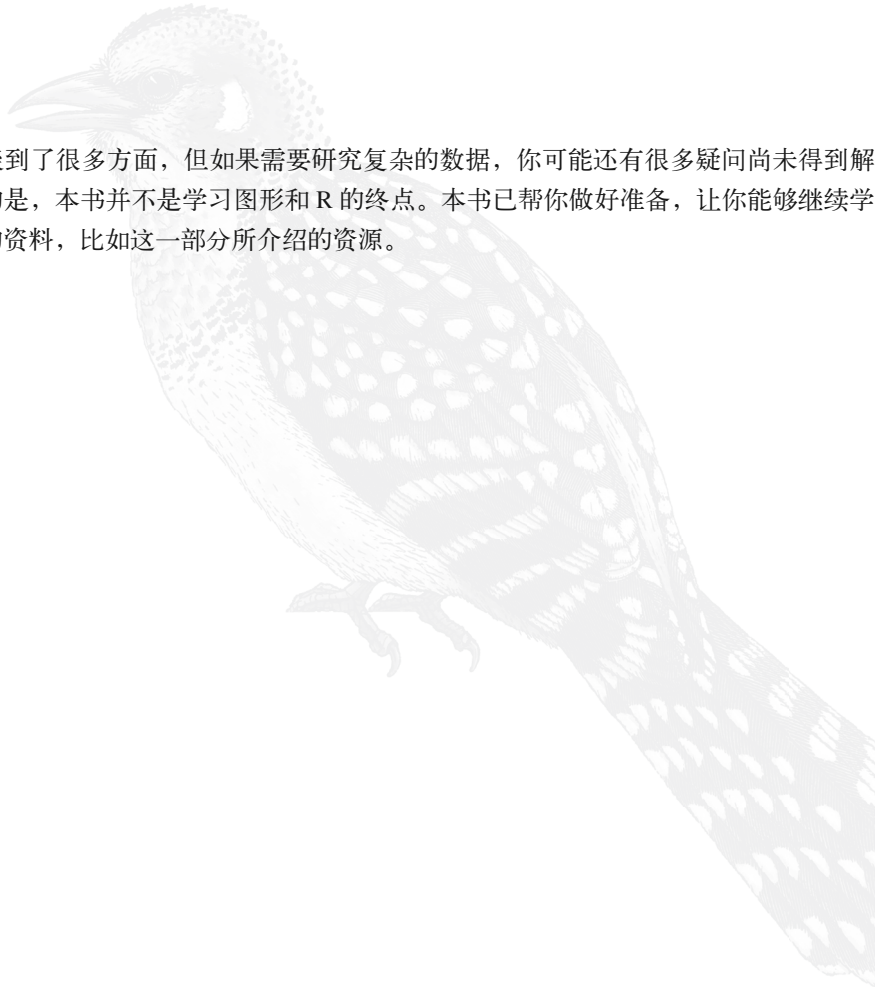 到了很多方面，但如果需要研究复杂的数据，你可能还有很多疑问尚未得到解
是，本书并不是学习图形和 R 的终点。本书已帮你做好准备，让你能够继续学
资料，比如这一部分所介绍的资源。